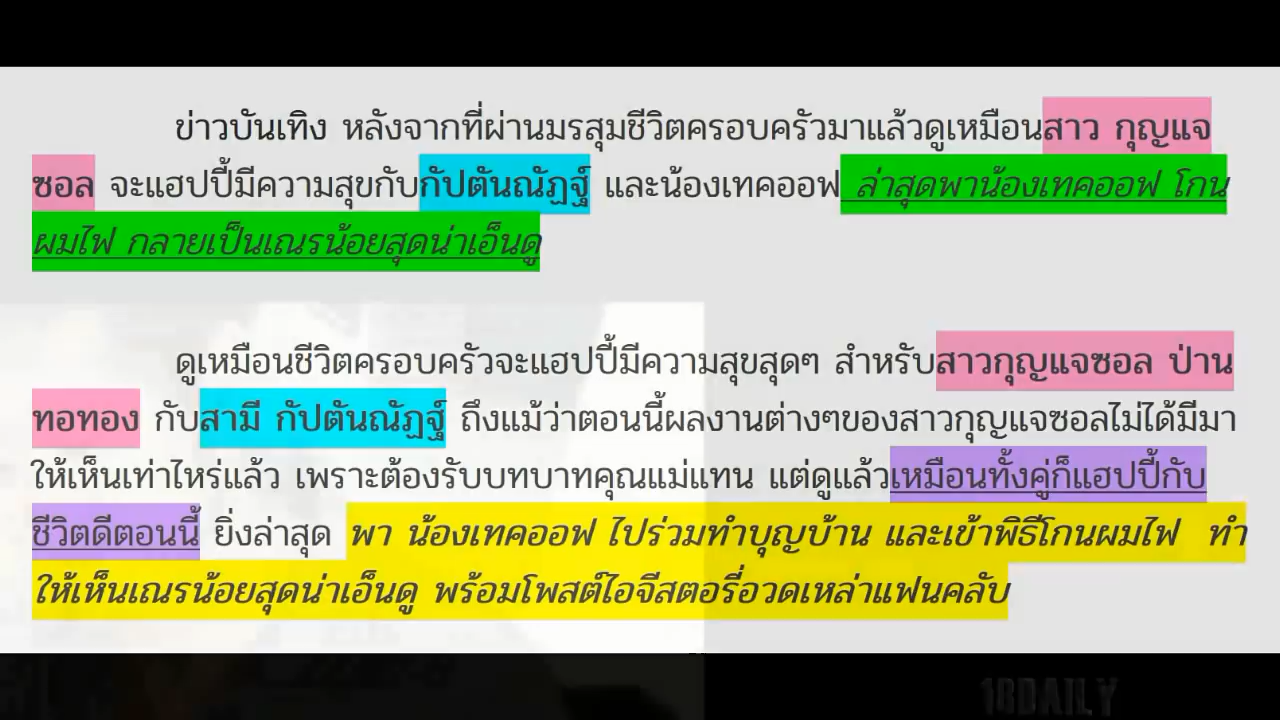 ข่าวบันเทิง หลังจากที่ผ่านมรสุมชีวิตครอบครัวมาแล้วดูเหมือนสาว กุญแจ
ซอล จะแฮปปี้มีความสุขกับกัปตันณัฏฐ์ และน้องเทคออฟ ล่าสุดพาน้องเทคออฟ โกน
ผมไฟ กลายเป็นเณรน้อยสุดน่าเอ็นดู
ดูเหมือนชีวิตครอบครัวจะแฮปปี้มีความสุขสุดๆ สำหรับสาวกุญแจซอล ป่าน
ทอทอง กับสามี กัปตันณัฏฐ์ ถึงแม้ว่าตอนนี้ผลงานต่างๆของสาวกุญแจซอลไม่ได้มีมา
ให้เห็นเท่าไหร่แล้ว เพราะต้องรับบทบาทคุณแม่แทน แต่ดูแล้วเหมือนทั้งคู่ก็แฮปปี้กับ
ชีวิตดีตอนนี้ ยิ่งล่าสุด พา น้องเทคออฟ ไปร่วมทำบุญบ้าน และเข้าพิธีโกนผมไฟ ทำ
ให้เห็นเณรน้อยสุดน่าเอ็นดู พร้อมโพสต์ไอจีสตอรี่อวดเหล่าแฟนคลับ